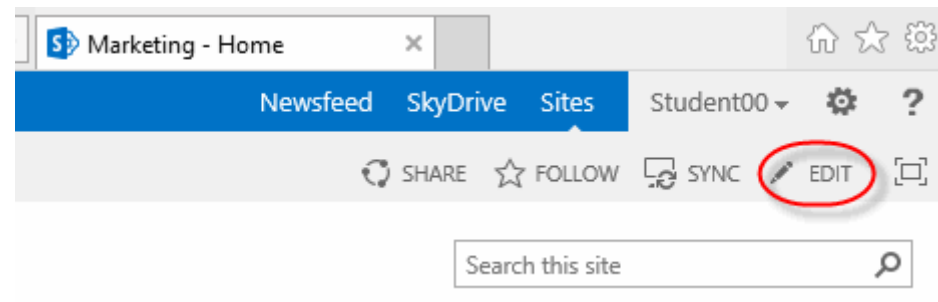 Marketing - Home
Newsfeed SkyDrive Sites Student00 ?
SHARE FOLLOW SYNC EDIT
Search this site